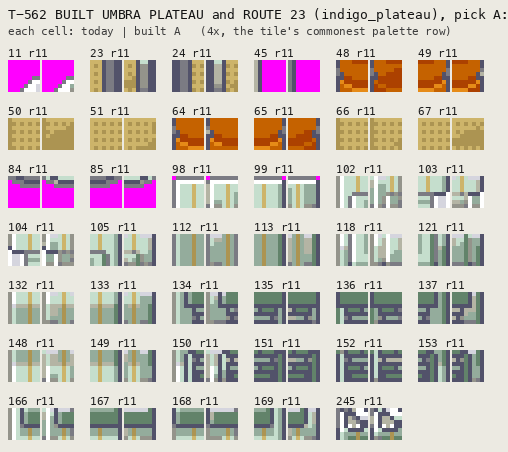 T−562 BUILT UMBRA PLATEAU and ROUTE 23 (indigo_plateau), pick A:
each cell: today | built A   (4x, the tile's commonest palette row)
11 r11 23 r11 24 r11 45 r11 48 r11 49 r11
50 r11 51 r11 64 r11 65 r11 66 r11 67 r11
84 r11 85 r11 98 r11 99 r11 102 r11 103 r11
104 r11 105 r11 112 r11 113 r11 118 r11 121 r11
132 r11 133 r11 134 r11 135 r11 136 r11 137 r11
148 r11 149 r11 150 r11 151 r11 152 r11 153 r11
166 r11 167 r11 168 r11 169 r11 245 r11